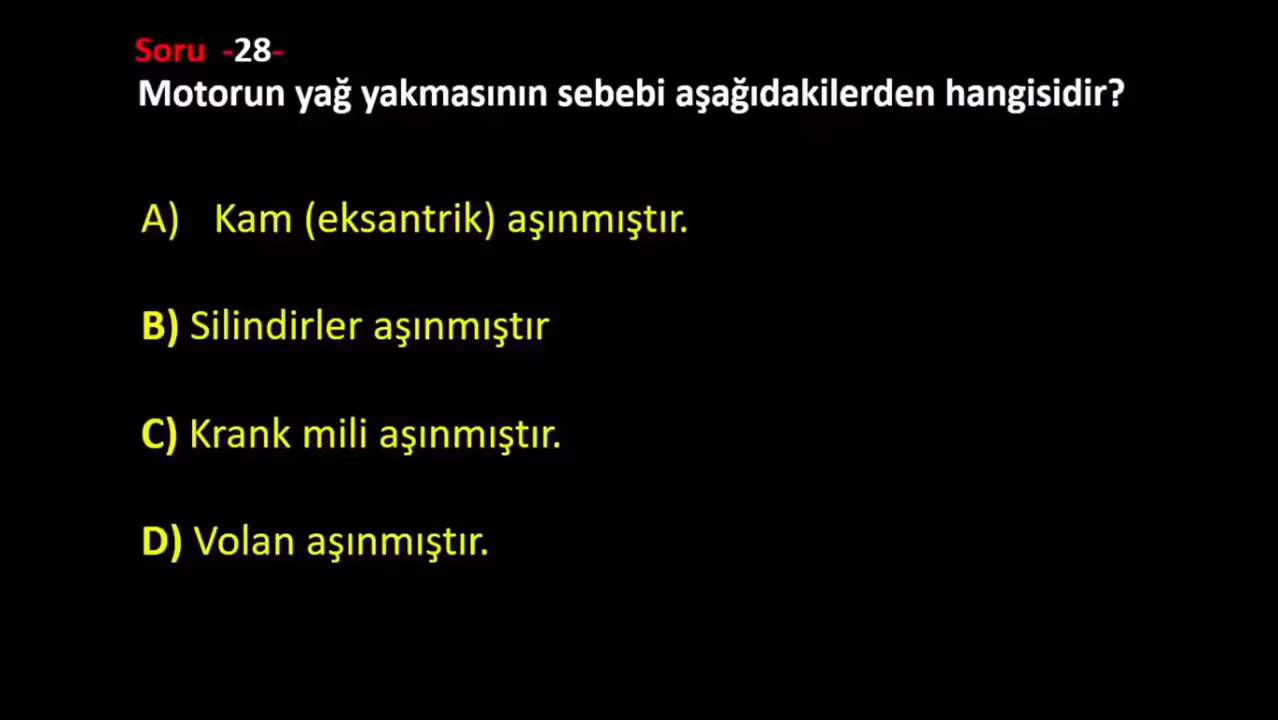 Soru -28-
Motorun yağ yakmasının sebebi aşağıdakilerden hangisidir?
A) Kam (eksantrik) aşınmıştır.
B) Silindirler aşınmıştır
C) Krank mili aşınmıştır.
D) Volan aşınmıştır.